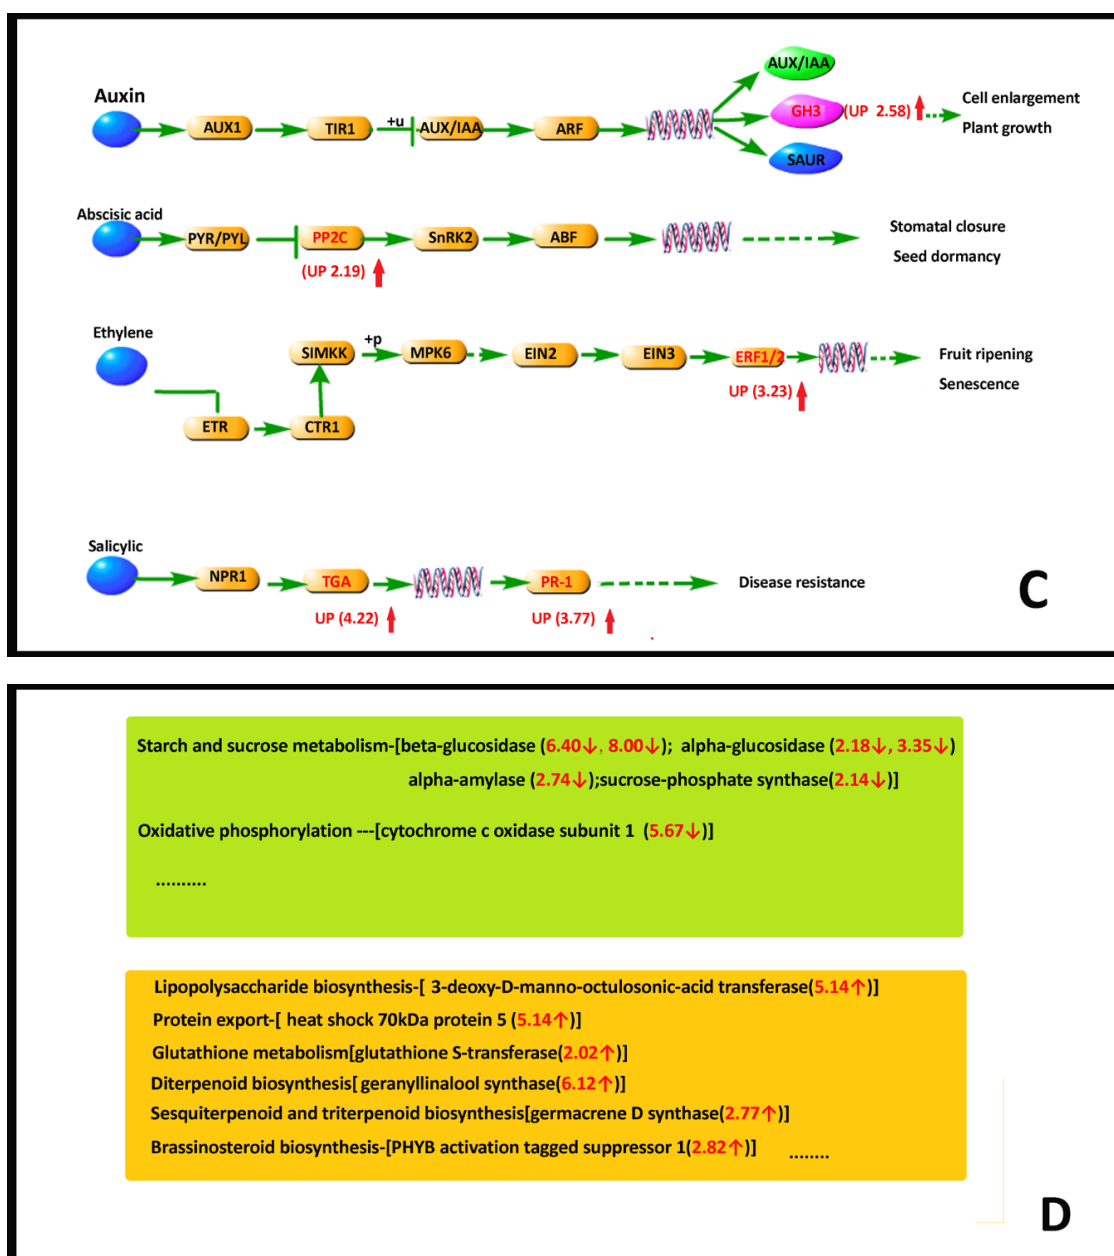 AUX/IAA
Auxin
AUX1
TIR1
+u
AUX/IAA
ARF
GH3 (UP 2.58)
Cell enlargement
Plant growth
SAUR
Abscisic acid
PYR/PYL
PP2C
SnRK2
ABF
(UP 2.19)
Stomatal closure
Seed dormancy
Ethylene
SIMKK
+p
MPK6
EIN2
EIN3
ERF1/2
UP (3.23)
Fruit ripening
Senescence
ETR
CTR1
Salicylic
NPR1
TGA
PR-1
Disease resistance
UP (4.22)
UP (3.77)
C
Starch and sucrose metabolism-[beta-glucosidase (6.40↓, 8.00↓); alpha-glucosidase (2.18↓, 3.35↓)
alpha-amylase (2.74↓);sucrose-phosphate synthase(2.14↓)]
Oxidative phosphorylation ---[cytochrome c oxidase subunit 1 (5.67↓)]
..........
Lipopolysaccharide biosynthesis-[ 3-deoxy-D-manno-octulosonic-acid transferase(5.14↑)]
Protein export-[ heat shock 70kDa protein 5 (5.14↑)]
Glutathione metabolism[glutathione S-transferase(2.02↑)]
Diterpenoid biosynthesis[ geranyllinalool synthase(6.12↑)]
Sesquiterpenoid and triterpenoid biosynthesis[germacrene D synthase(2.77↑)]
Brassinosteroid biosynthesis-[PHYB activation tagged suppressor 1(2.82↑)] ........
D